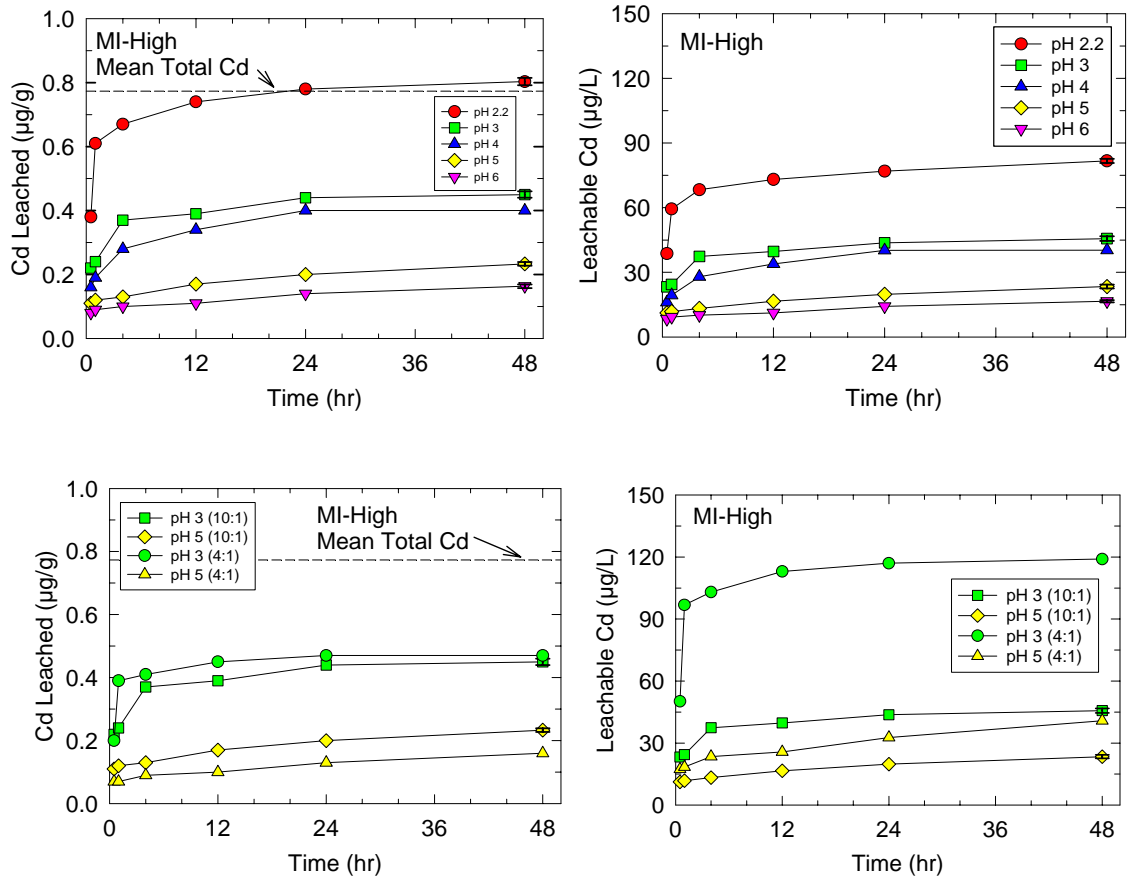 1.0
0.8
0.6
0.4
0.2
0.0
Cd Leached (µg/g)
MI-High
Mean Total Cd
pH 2.2
pH 3
pH 4
pH 5
pH 6
0
12
24
36
48
Time (hr)
150
120
90
60
30
0
Leachable Cd (µg/L)
MI-High
pH 2.2
pH 3
pH 4
pH 5
pH 6
0
12
24
36
48
Time (hr)
1.0
0.8
0.6
0.4
0.2
0.0
Cd Leached (µg/g)
pH 3 (10:1)
pH 5 (10:1)
pH 3 (4:1)
pH 5 (4:1)
MI-High
Mean Total Cd
0
12
24
36
48
Time (hr)
150
120
90
60
30
0
Leachable Cd (µg/L)
MI-High
pH 3 (10:1)
pH 5 (10:1)
pH 3 (4:1)
pH 5 (4:1)
0
12
24
36
48
Time (hr)